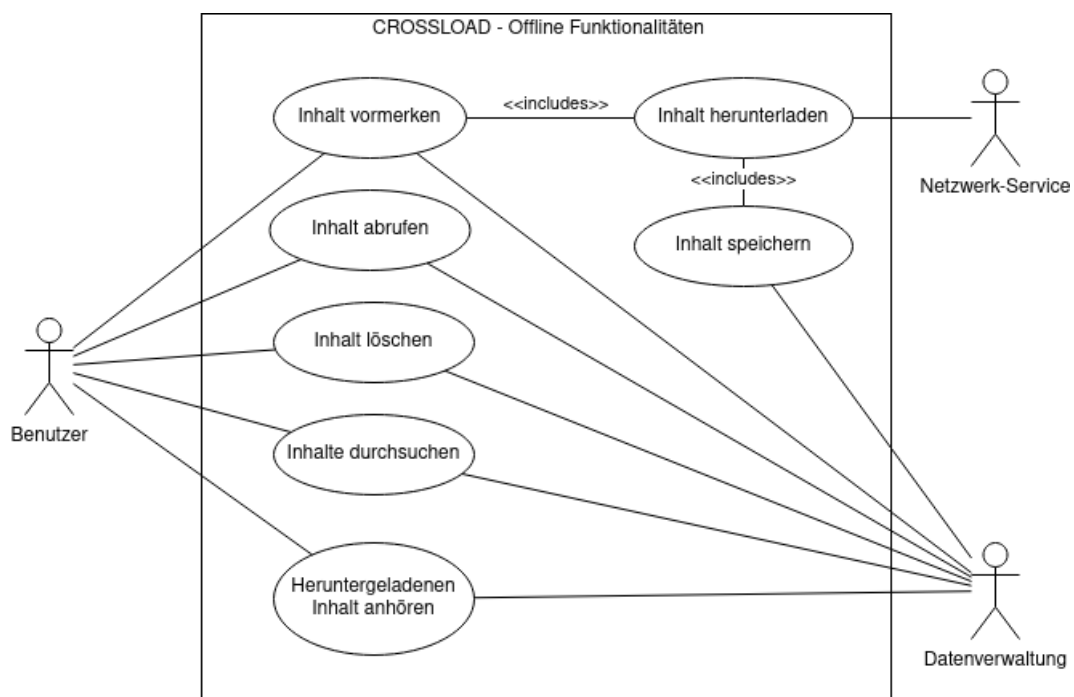 CROSSLOAD - Offline Funktionalitäten
Inhalt vormerken
<<includes>>
Inhalt herunterladen
<<includes>>
Netzwerk-Service
Inhalt abrufen
Inhalt speichern
Inhalt löschen
Benutzer
Inhalte durchsuchen
Heruntergeladenen
Inhalt anhören
Datenverwaltung